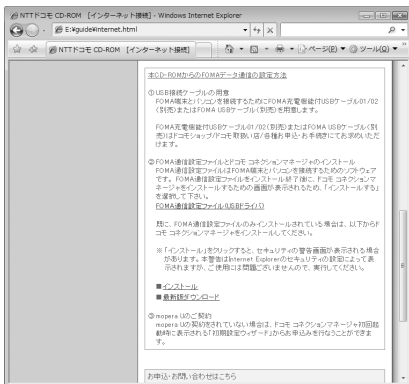 NTTドコモ CD-ROM [インターネット接続] - Windows Internet Explorer
E:¥guide¥internet.html
NTTドコモ CD-ROM [インターネット接続]
ページ(P) ツール(O)
本CD-ROMからのFOMAデータ通信の設定方法
①USB接続ケーブルの用意
FOMA端末とパソコンを接続するためにFOMA充電機能付USBケーブル01/02
(別売)またはFOMA USBケーブル(別売)を用意します。
FOMA充電機能付USBケーブル01/02(別売)またはFOMA USBケーブル(別
売)はドコモショップ/ドコモ取扱い店/各種お申込・お手続きにてお求めいただ
けます。
②FOMA通信設定ファイルとドコモ コネクションマネージャのインストール
FOMA通信設定ファイルはFOMA端末とパソコンを接続するためのソフトウェア
です。FOMA通信設定ファイルをインストール終了後に、ドコモ コネクションマ
ネージャをインストールするための画面が表示されるため、「インストールする」
を選択して下さい。
FOMA通信設定ファイル(USBドライバ)
既に、FOMA通信設定ファイルのみインストールされている場合は、以下からド
コモ コネクションマネージャをインストールしてください。
※「インストール」をクリックすると、セキュリティの警告画面が表示される場合
があります。本警告はInternet Explorerのセキュリティの設定によって表
示されますが、ご使用には問題ございませんので、実行してください。
■インストール
■最新版ダウンロード
③mopera Uのご契約
mopera Uの契約をされていない場合は、ドコモ コネクションマネージャ初回起
動時に表示される「初期設定ウィザード」からお申込みを行なうことができま
す。
お申込・お問い合わせはこちら